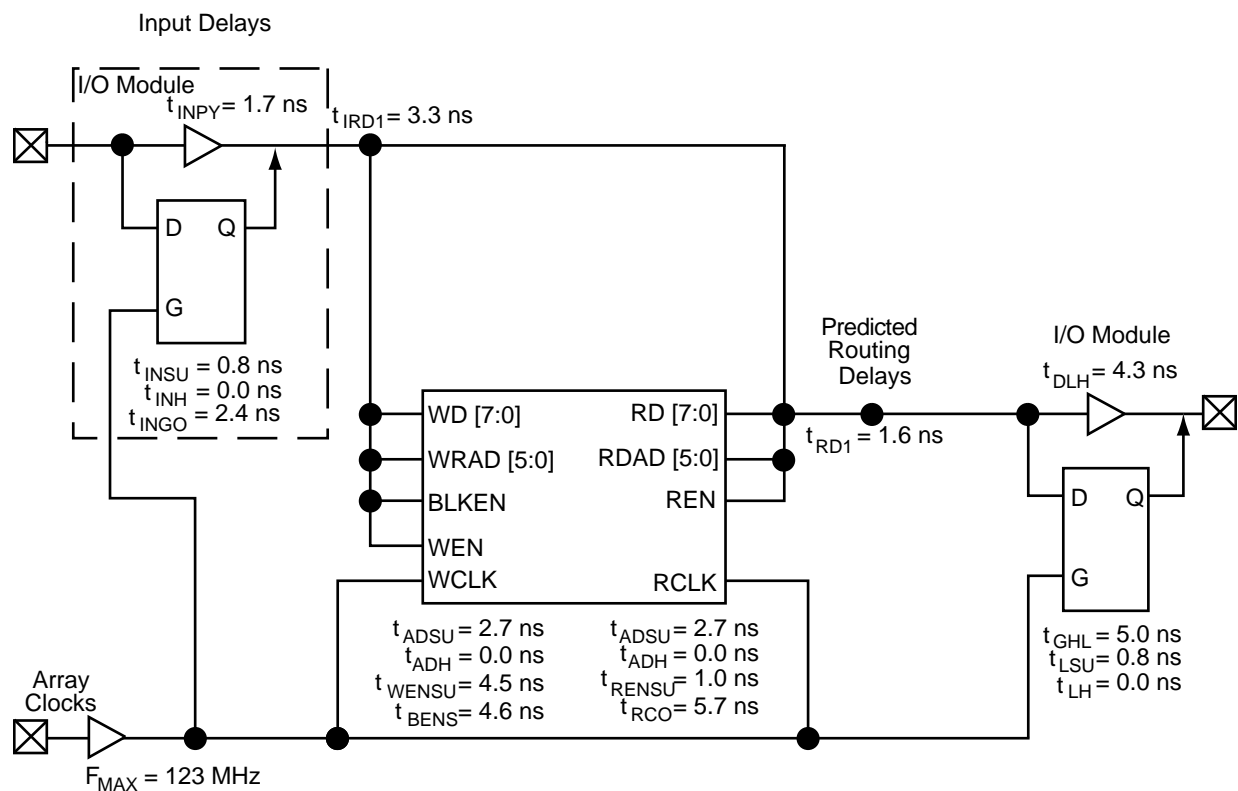 Input Delays
I/O Module
tINPY = 1.7 ns
tIRD1 = 3.3 ns
D Q
G
tINSU = 0.8 ns
tINH = 0.0 ns
tINGO = 2.4 ns
Predicted
Routing
Delays
tRD1 = 1.6 ns
I/O Module
tDLH = 4.3 ns
WD [7:0] RD [7:0]
WRAD [5:0] RDAD [5:0]
BLKEN REN
WEN
WCLK RCLK
D Q
G
tADSU = 2.7 ns
tADH = 0.0 ns
tWENSU = 4.5 ns
tBENS = 4.6 ns
tADSU = 2.7 ns
tADH = 0.0 ns
tRENSU = 1.0 ns
tRCO = 5.7 ns
tGHL = 5.0 ns
tLSU = 0.8 ns
tLH = 0.0 ns
Array
Clocks
FMAX = 123 MHz